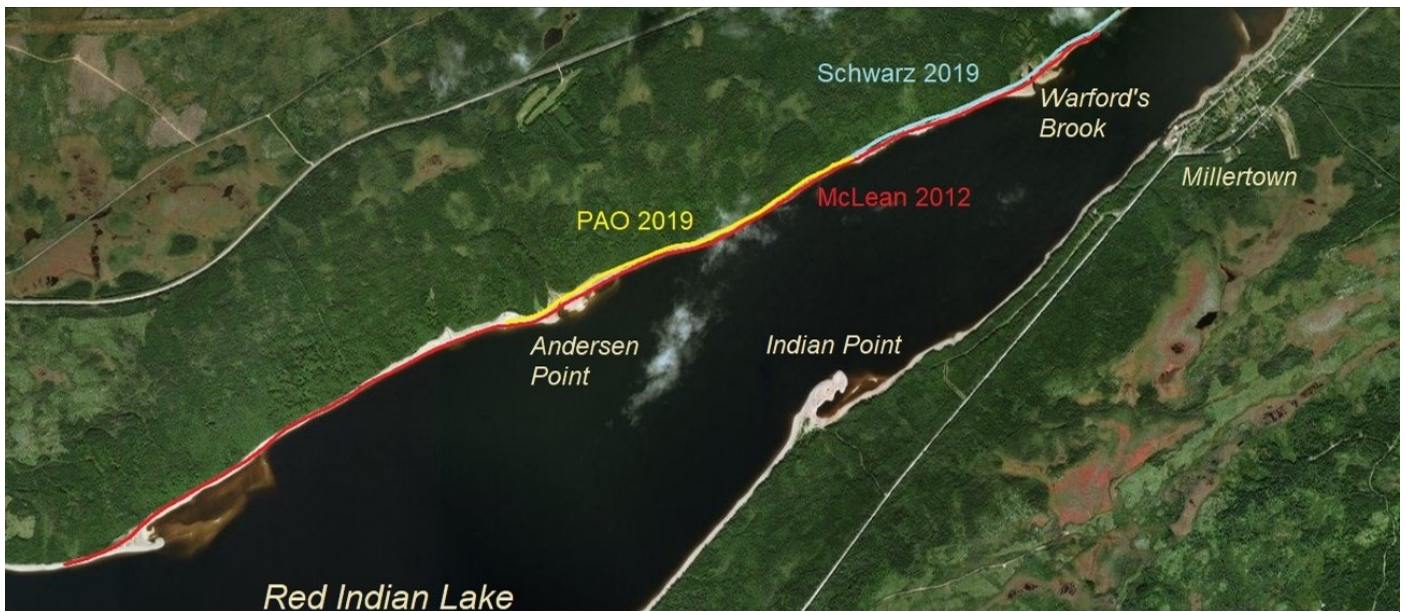 Schwarz 2019
Warford's
Brook
Millertown
McLean 2012
PAO 2019
Andersen
Point
Indian Point
Red Indian Lake